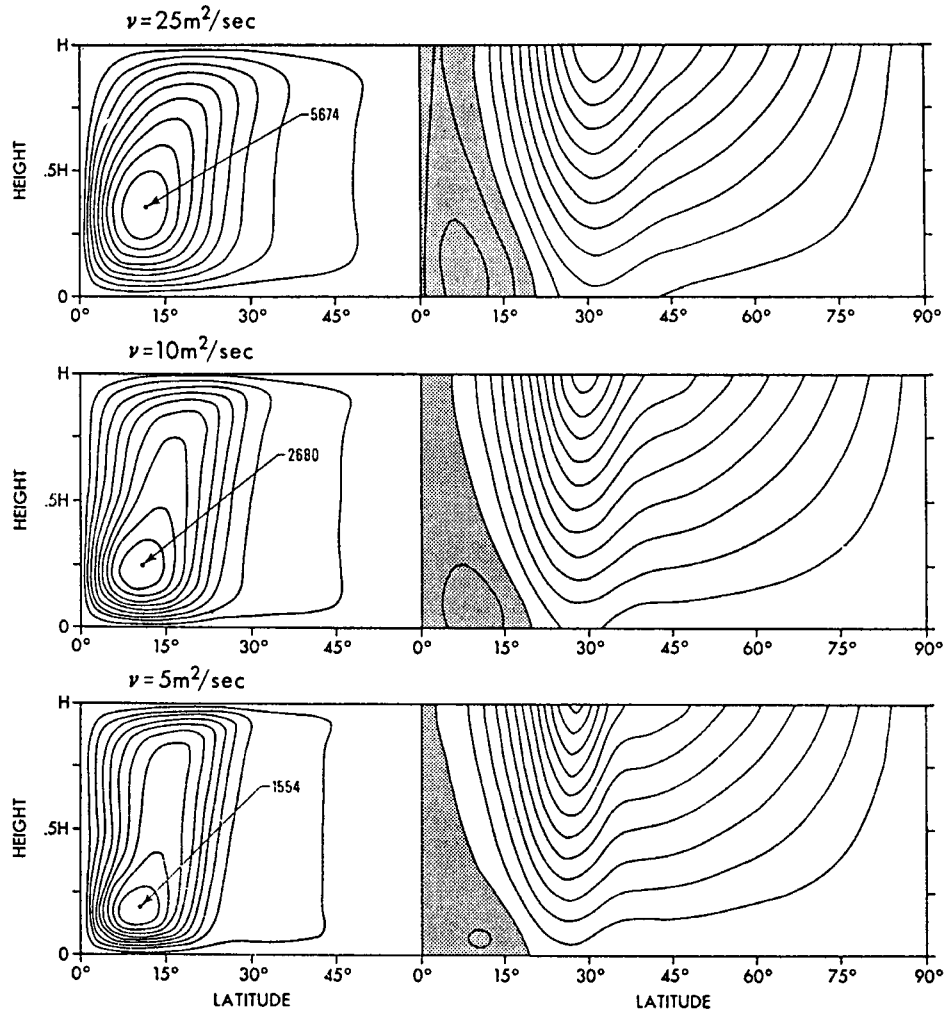 ν=25m²/sec
H
.5H
0
HEIGHT
5674
0° 15° 30° 45°
0° 15° 30° 45° 60° 75° 90°
ν=10m²/sec
H
.5H
0
HEIGHT
2680
0° 15° 30° 45°
0° 15° 30° 45° 60° 75° 90°
ν=5m²/sec
H
.5H
0
HEIGHT
1554
0° 15° 30° 45°
0° 15° 30° 45° 60° 75° 90°
LATITUDE
LATITUDE